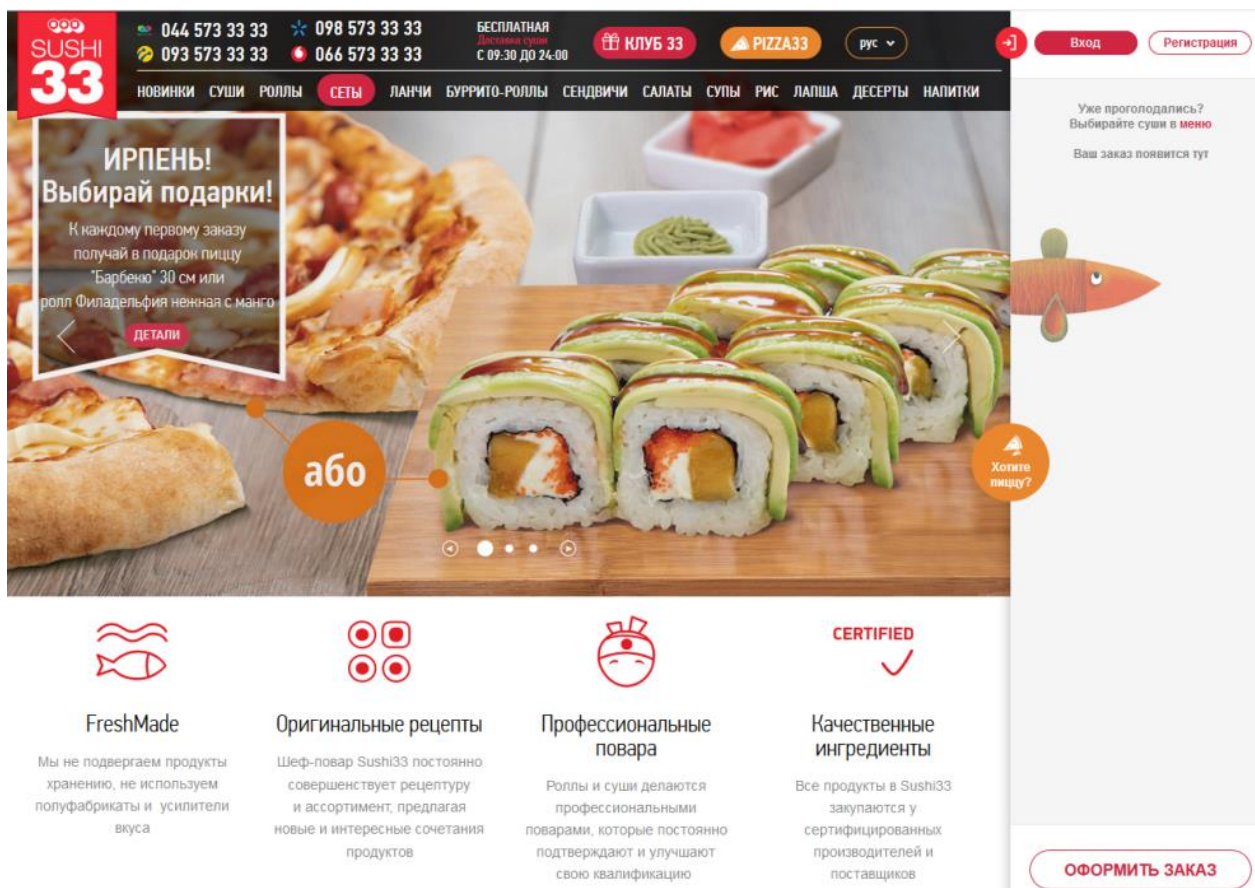 SUSHI
33
044 573 33 33
098 573 33 33
093 573 33 33
066 573 33 33
БЕСПЛАТНАЯ
Доставка суши
С 09:30 ДО 24:00
КЛУБ 33
PIZZA33
рус
Вход
Регистрация
НОВИНКИ СУШИ РОЛЛЫ СЕТЫ ЛАНЧИ БУРРИТО-РОЛЛЫ СЕНДВИЧИ САЛАТЫ СУПЫ РИС ЛАПША ДЕСЕРТЫ НАПИТКИ
Уже проголодались?
Выбирайте суши в меню
Ваш заказ появится тут
ИРПЕНЬ!
Выбирай подарки!
К каждому первому заказу
получай в подарок пиццу
"Барбеню" 30 см или
ролл Филадельфия нежная с манго
ДЕТАЛИ
або
Хотите
пиццу?
FreshMade
Мы не подвергаем продукты
хранению, не используем
полуфабрикаты и усилители
вкуса
Оригинальные рецепты
Шеф-повар Sushi33 постоянно
совершенствует рецептуру
и ассортимент, предлагая
новые и интересные сочетания
продуктов
Профессиональные
повара
Роллы и суши делаются
профессиональными
поварами, которые постоянно
подтверждают и улучшают
свою квалификацию
CERTIFIED
Качественные
ингредиенты
Все продукты в Sushi33
закупаются у
сертифицированных
производителей и
поставщиков
ОФОРМИТЬ ЗАКАЗ